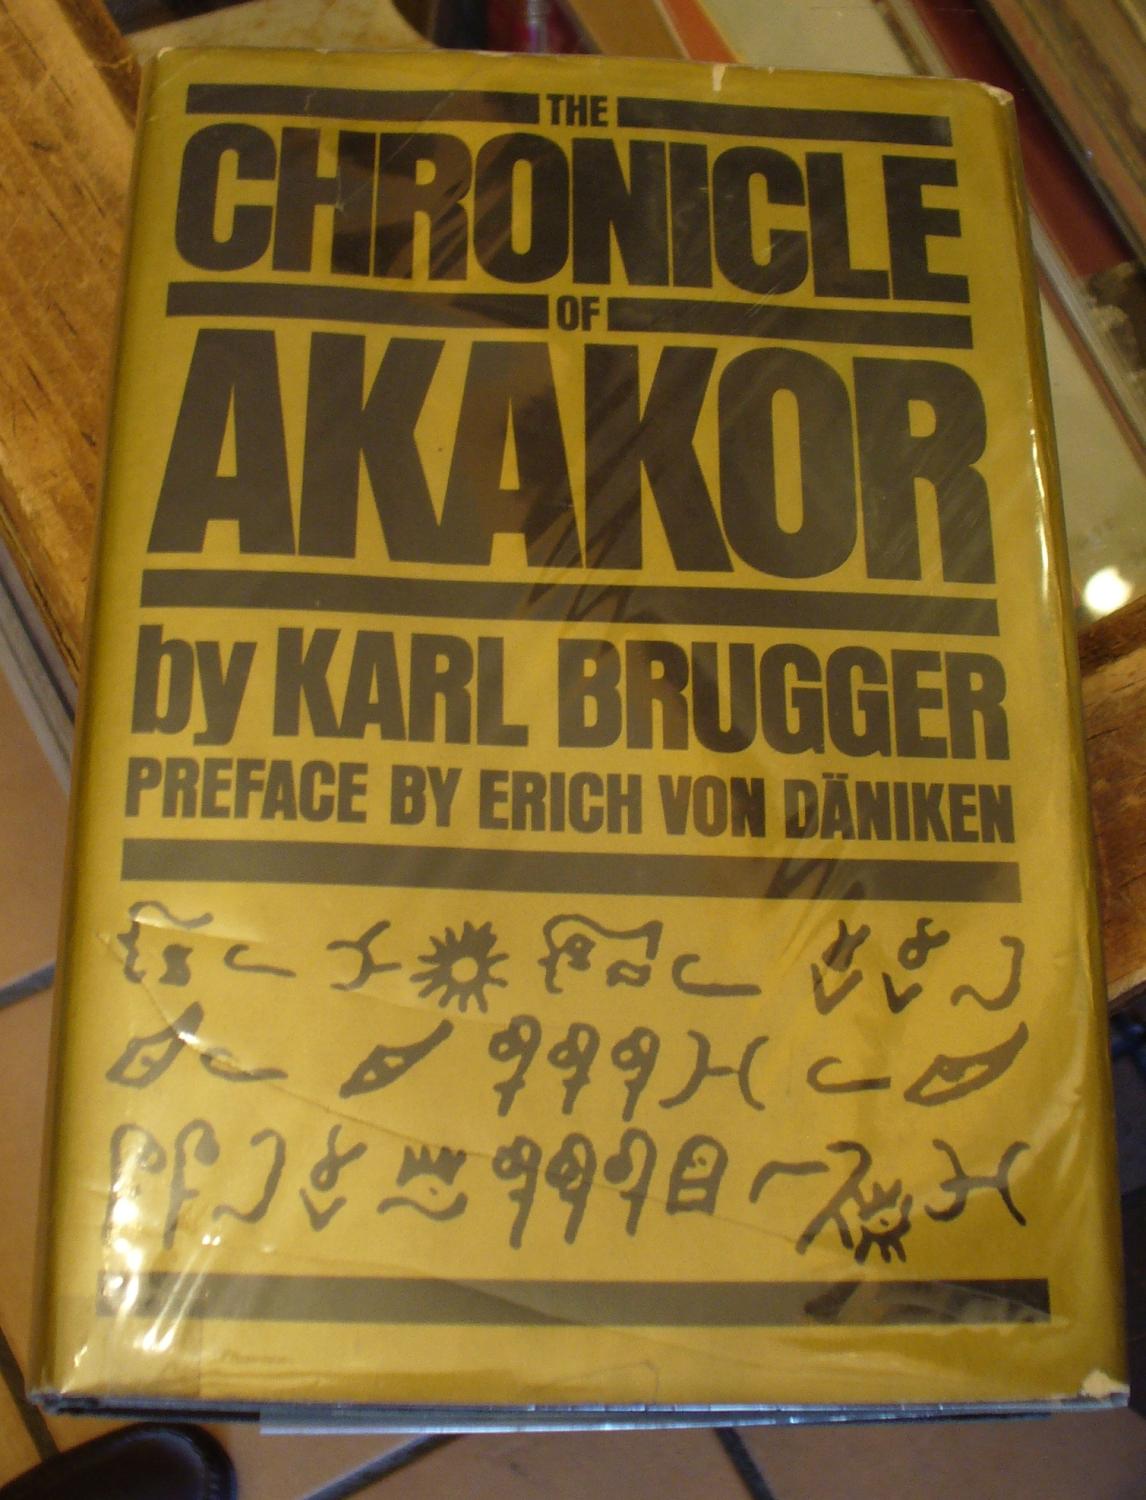 THE
CHRONICLE
OF
AKAKOR
by KARL BRUGGER
PREFACE BY ERICH VON DÄNIKEN